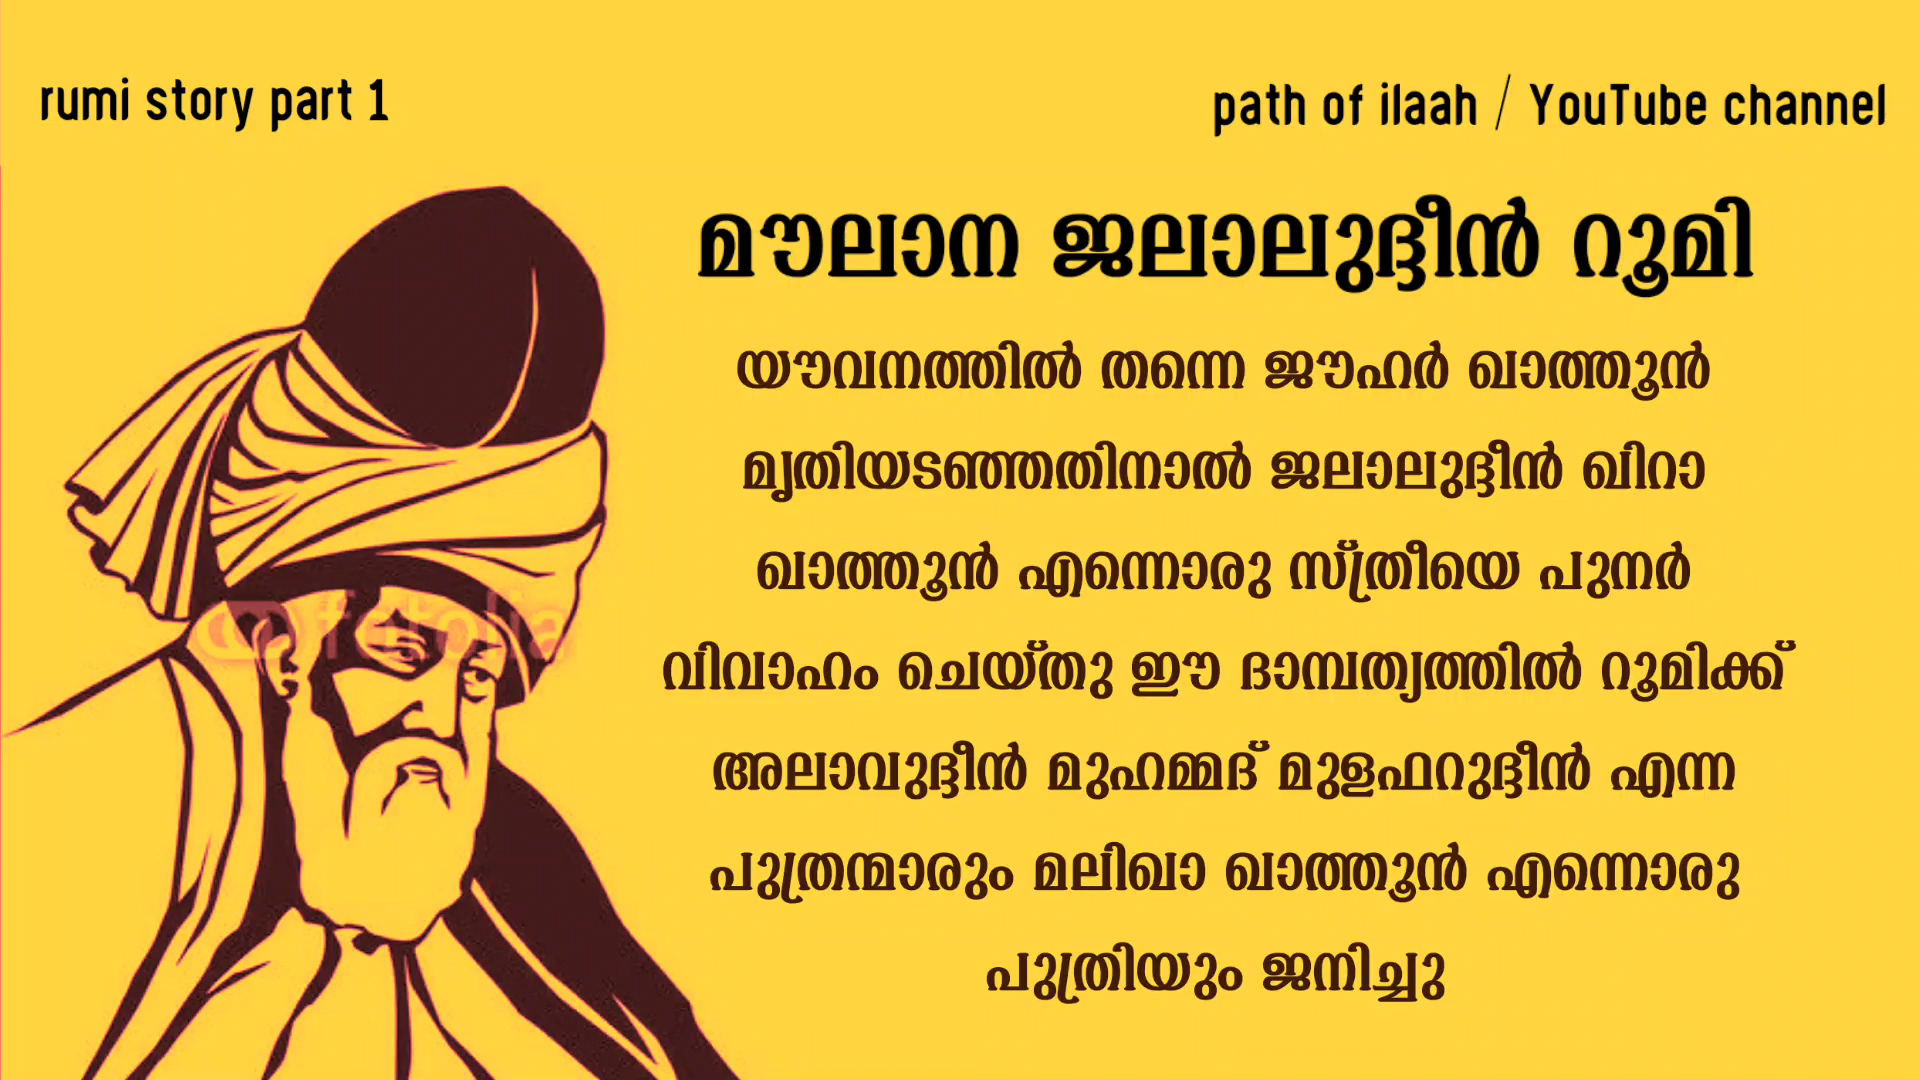 rumi story part 1
path of ilaah / YouTube channel
മൗലാന ജലാലുദ്ദീൻ റൂമി
യൗവനത്തിൽ തന്നെ ജൗഹർ ഖാത്തൂൻ
മൃതിയടഞ്ഞതിനാൽ ജലാലുദ്ദീൻ ഖിറാ
ഖാത്തൂൻ എന്നൊരു സ്ത്രീയെ പുനർ
വിവാഹം ചെയ്തു ഈ ദാമ്പത്യത്തിൽ റൂമിക്ക്
അലാവുദ്ദീൻ മുഹമ്മദ് മുളഫറുദ്ദീൻ എന്ന
പുത്രന്മാരും മലിഖാ ഖാത്തൂൻ എന്നൊരു
പുത്രിയും ജനിച്ചു
fotolia